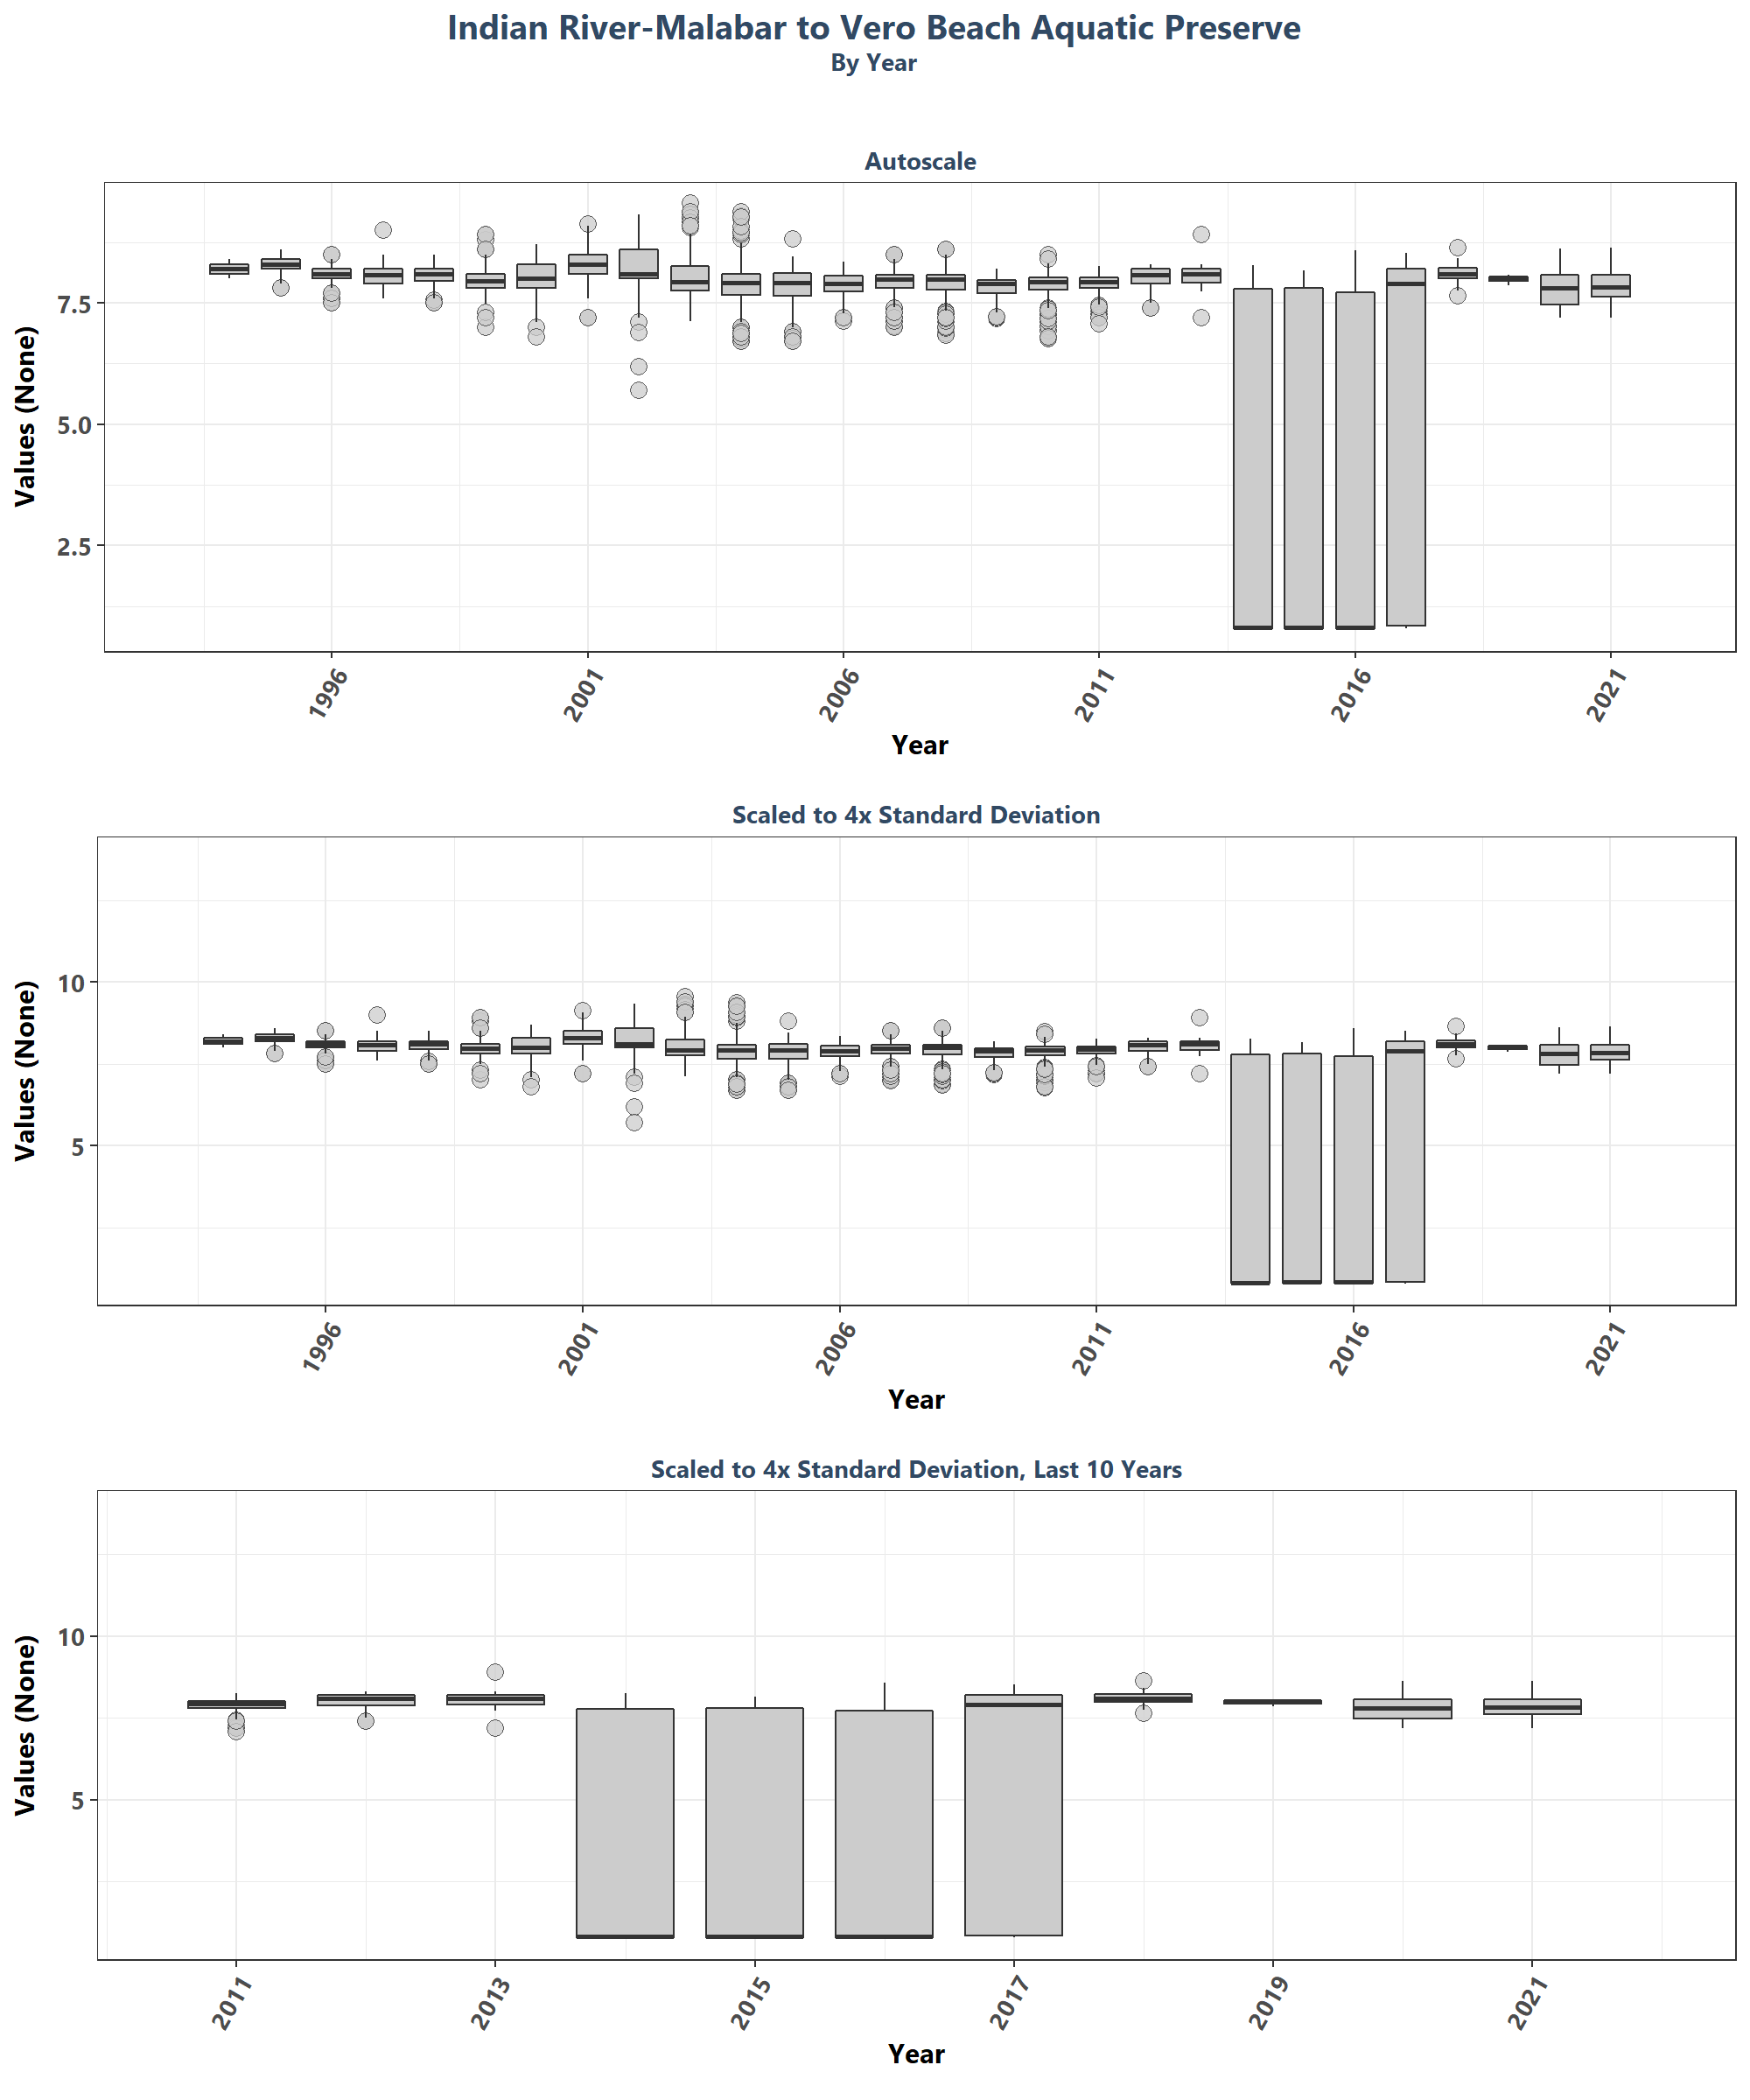 Indian River-Malabar to Vero Beach Aquatic Preserve
By Year
Autoscale
Values (None)
7.5
5.0
2.5
1996
2001
2006
2011
2016
2021
Year
Scaled to 4x Standard Deviation
Values (None)
10
5
1996
2001
2006
2011
2016
2021
Year
Scaled to 4x Standard Deviation, Last 10 Years
Values (None)
10
5
2011
2013
2015
2017
2019
2021
Year